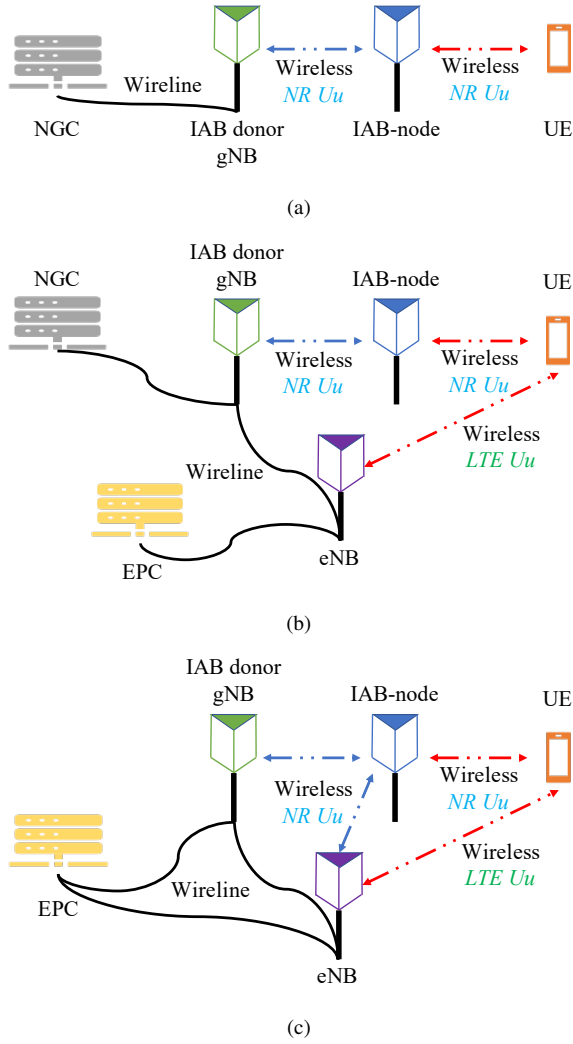 Wireline
Wireless
NR Uu
Wireless
NR Uu
NGC
IAB donor
gNB
IAB-node
UE
(a)
NGC
IAB donor
gNB
IAB-node
UE
Wireless
NR Uu
Wireless
NR Uu
Wireless
LTE Uu
Wireline
EPC
eNB
(b)
IAB donor
gNB
IAB-node
UE
Wireless
NR Uu
Wireless
NR Uu
Wireless
LTE Uu
Wireline
EPC
eNB
(c)